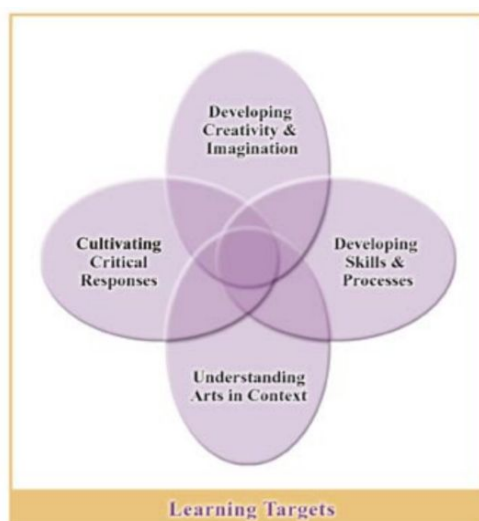 Developing
Creativity &
Imagination
Cultivating
Critical
Responses
Developing
Skills &
Processes
Understanding
Arts in Context
Learning Targets